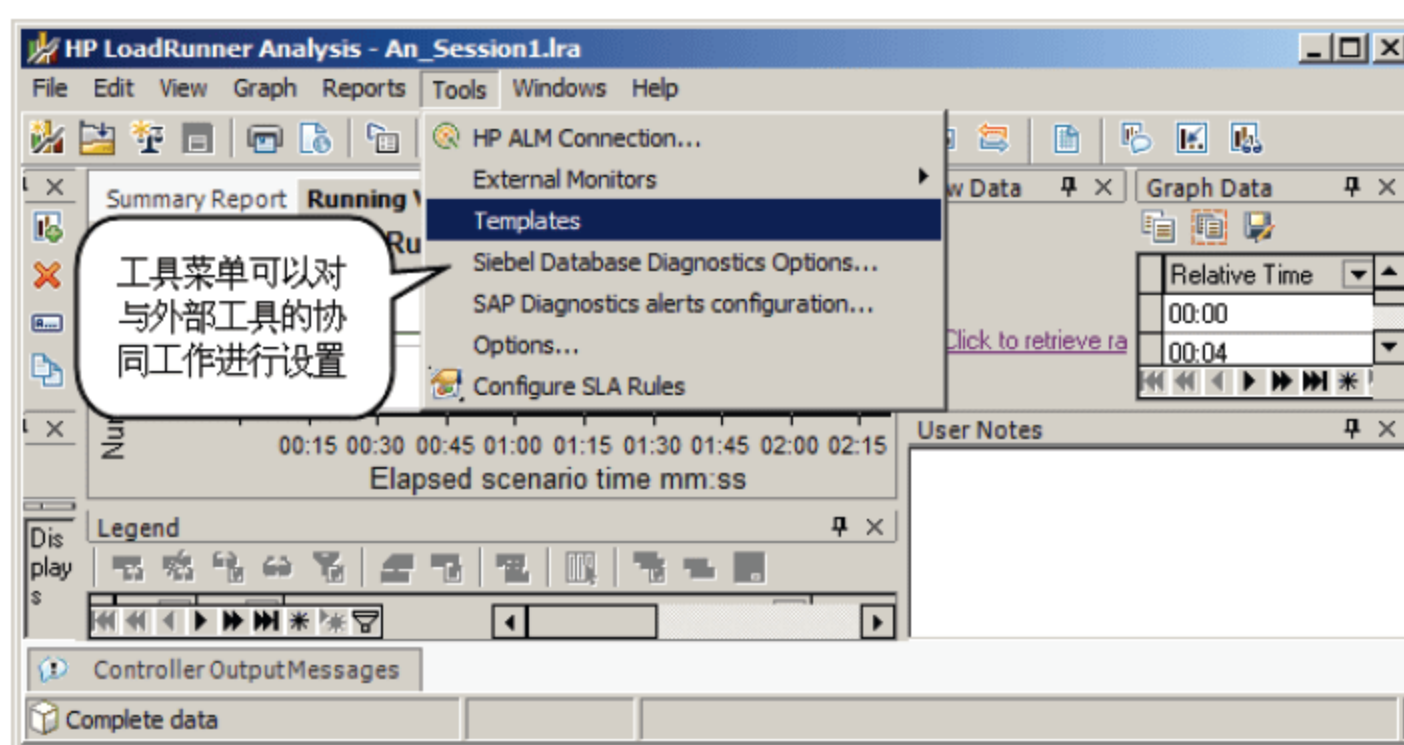 HP LoadRunner Analysis - An_Session1.lra
File Edit View Graph Reports Tools Windows Help
HP ALM Connection...
External Monitors
Templates
Siebel Database Diagnostics Options...
SAP Diagnostics alerts configuration...
Options...
Configure SLA Rules
Summary Report Running
工具菜单可以对
与外部工具的协
同工作进行设置
Data
Click to retrieve
Graph Data
Relative Time
00:00
00:04
00:15 00:30 00:45 01:00 01:15 01:30 01:45 02:00 02:15
Elapsed scenario time mm:ss
User Notes
Legend
Dis
play
s
Controller Output Messages
Complete data